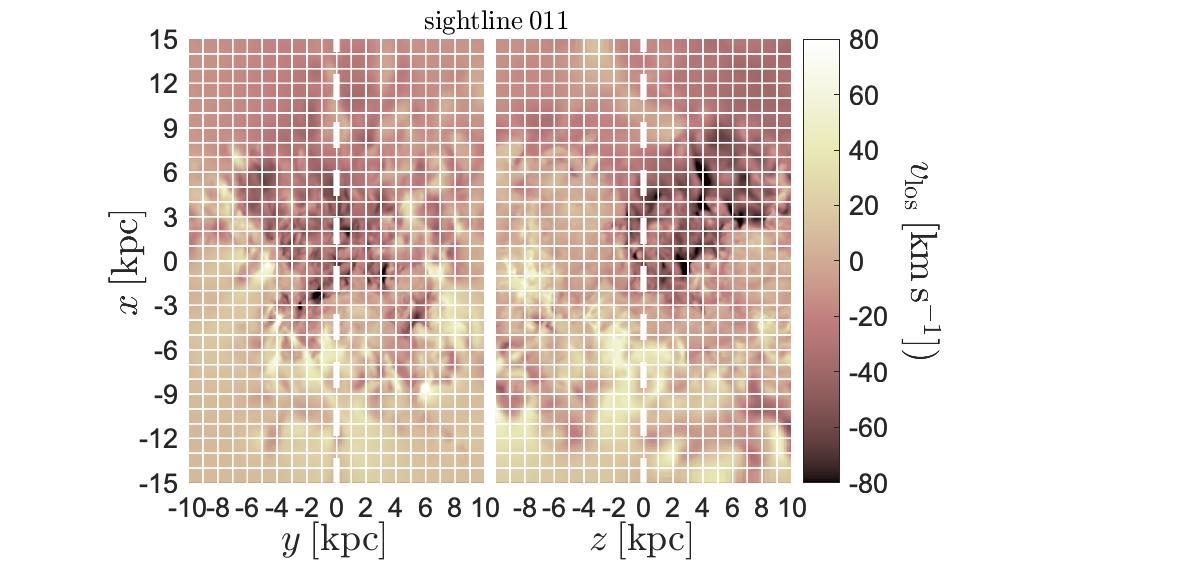 sightline 011
15
12
9
6
3
0
-3
-6
-9
-12
-15
x [kpc]
-10 -8 -6 -4 -2 0 2 4 6 8 10
y [kpc]
-8 -6 -4 -2 0 2 4 6 8 10
z [kpc]
80
60
40
20
0
-20
-40
-60
-80
v_los [km s⁻¹])